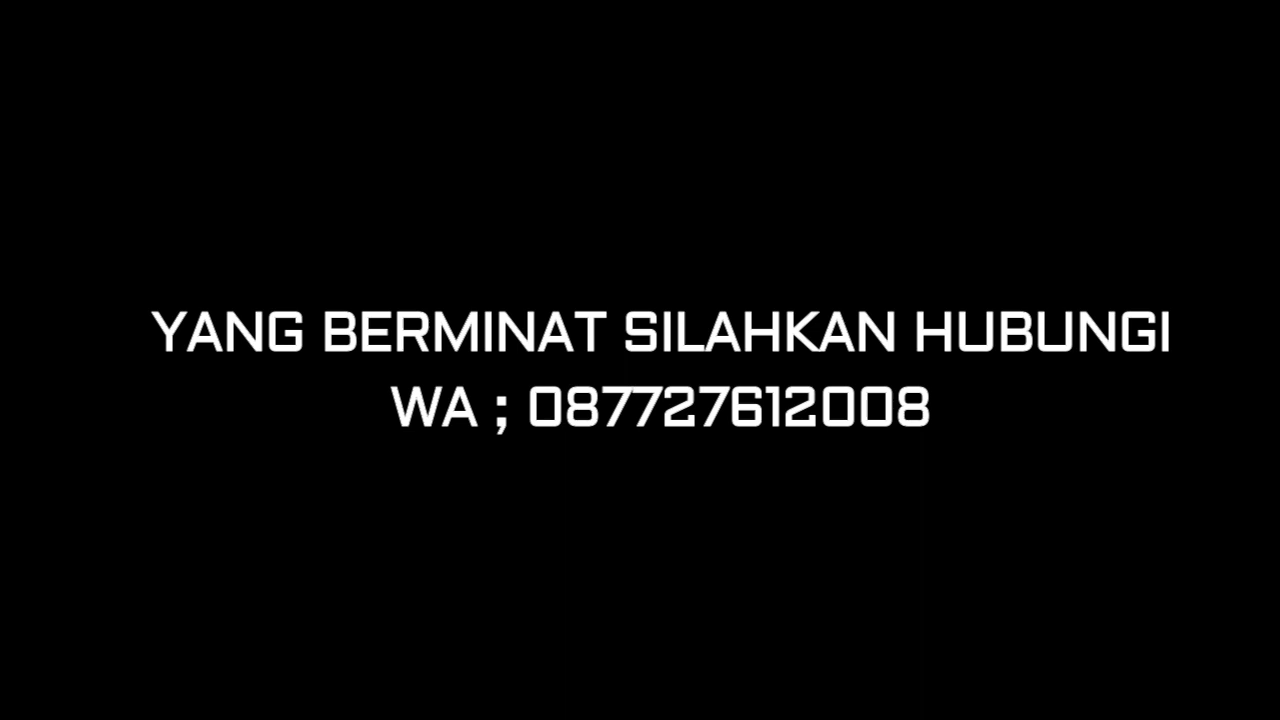 YANG BERMINAT SILAHKAN HUBUNGI
WA ; 087727612008